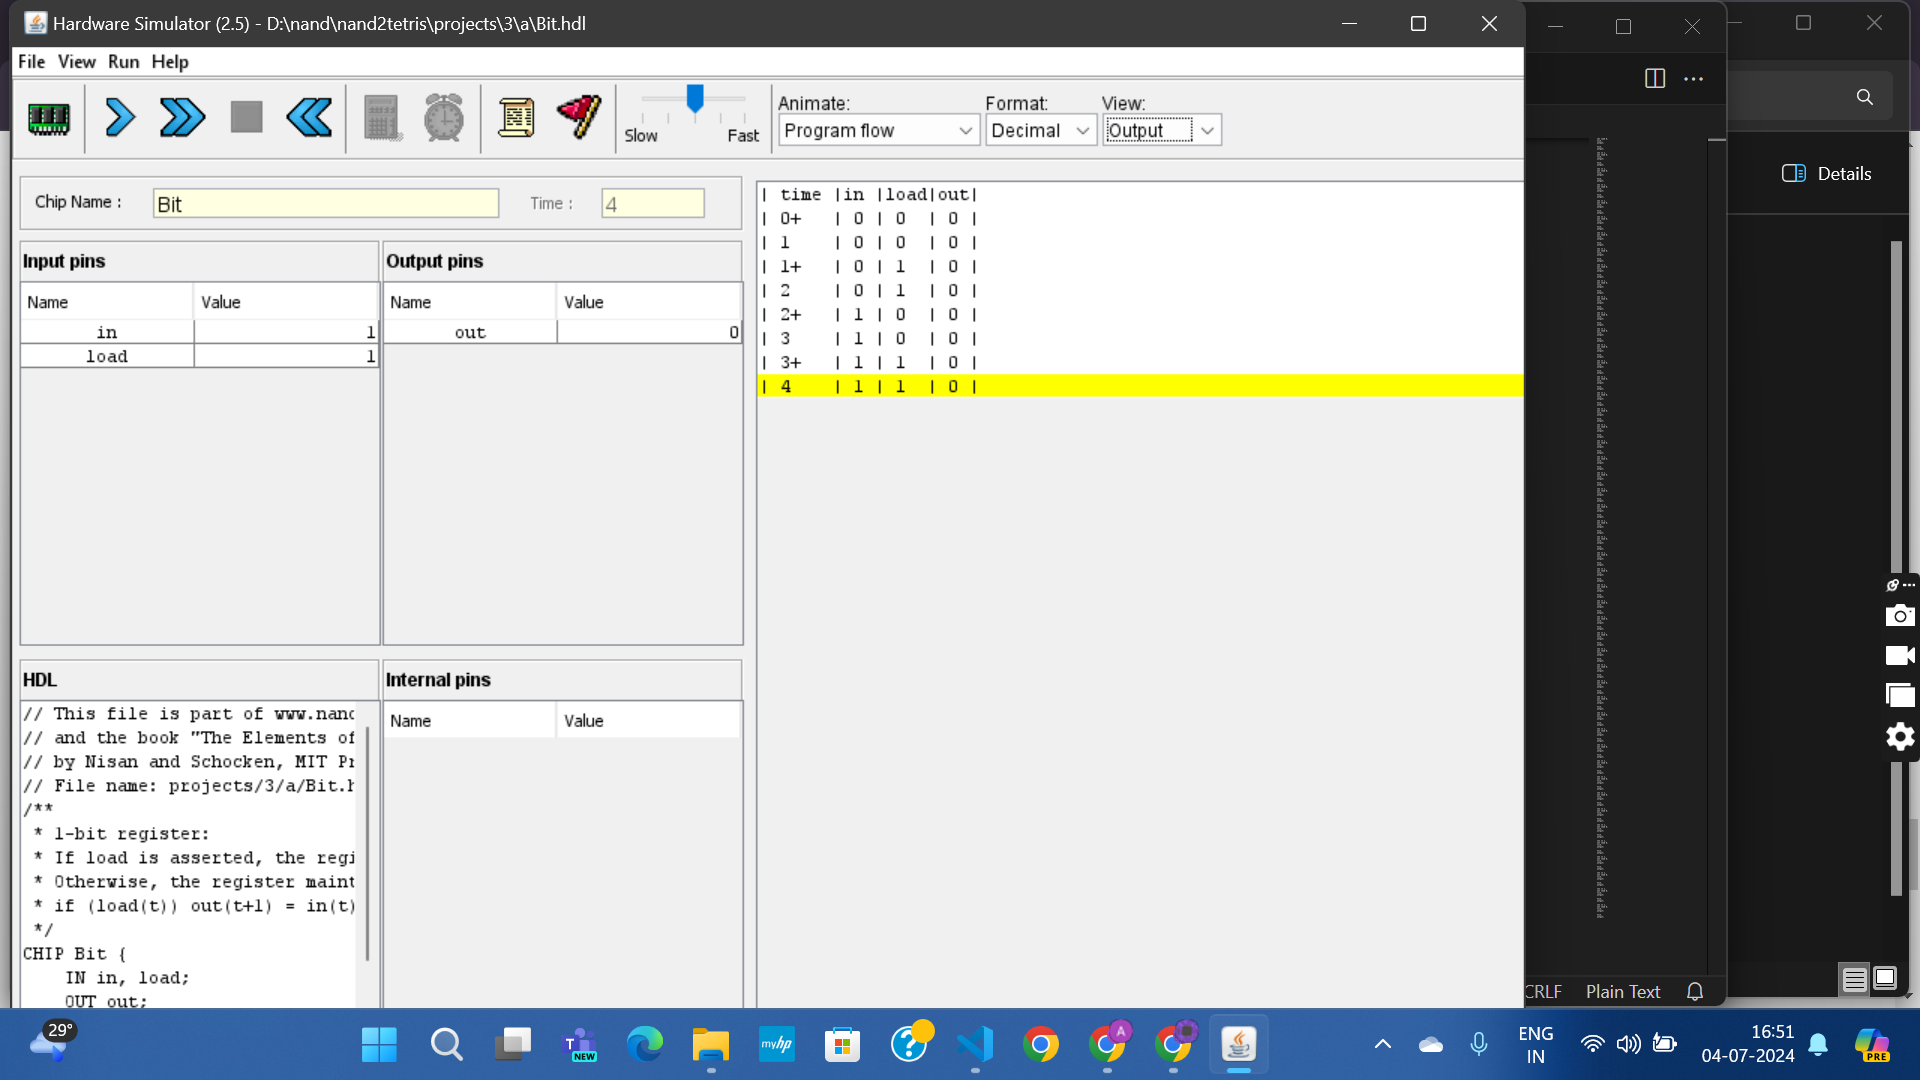 Hardware Simulator (2.5) - D:\nand\nand2tetris\projects\3\a\Bit.hdl
File View Run Help
Animate: Format: View:
Slow Fast
Program flow Decimal Output
Details
Chip Name : Bit Time : 4
Input pins
Name Value
in 1
load 1
Output pins
Name Value
out 0
| time |in |load|out|
| 0+ | 0 | 0 | 0 |
| 1 | 0 | 0 | 0 |
| 1+ | 0 | 1 | 0 |
| 2 | 0 | 1 | 0 |
| 2+ | 1 | 0 | 0 |
| 3 | 1 | 0 | 0 |
| 3+ | 1 | 1 | 0 |
| 4 | 1 | 1 | 0 |
HDL
// This file is part of www.nand
// and the book "The Elements of
// by Nisan and Schocken, MIT Pr
// File name: projects/3/a/Bit.h
/**
* 1-bit register:
* If load is asserted, the regi
* Otherwise, the register maint
* if (load(t)) out(t+1) = in(t)
*/
CHIP Bit {
IN in, load;
OUT out;
Internal pins
Name Value
CRLF Plain Text
29°
NEW
myhp
A
ENG
IN
16:51
04-07-2024
PRE